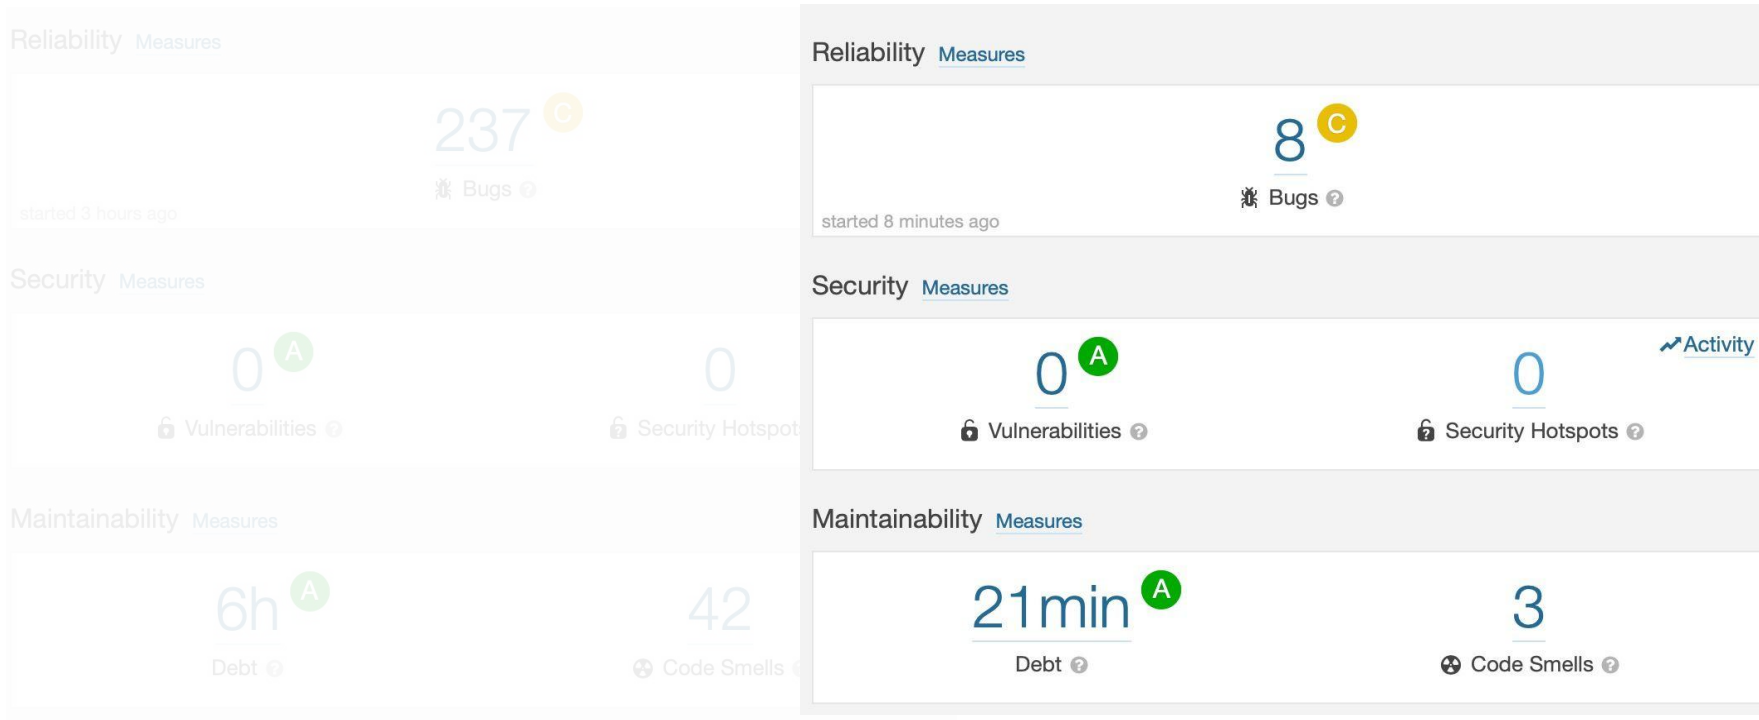 Reliability Measures
237 C
Bugs ?
started 3 hours ago
Security Measures
0 A
0
Vulnerabilities ?
Security Hotspots
Maintainability Measures
6h A
42
Debt ?
Code Smells ?
Reliability Measures
8 C
Bugs ?
started 8 minutes ago
Security Measures
Activity
0 A
0
Vulnerabilities ?
Security Hotspots ?
Maintainability Measures
21min A
3
Debt ?
Code Smells ?